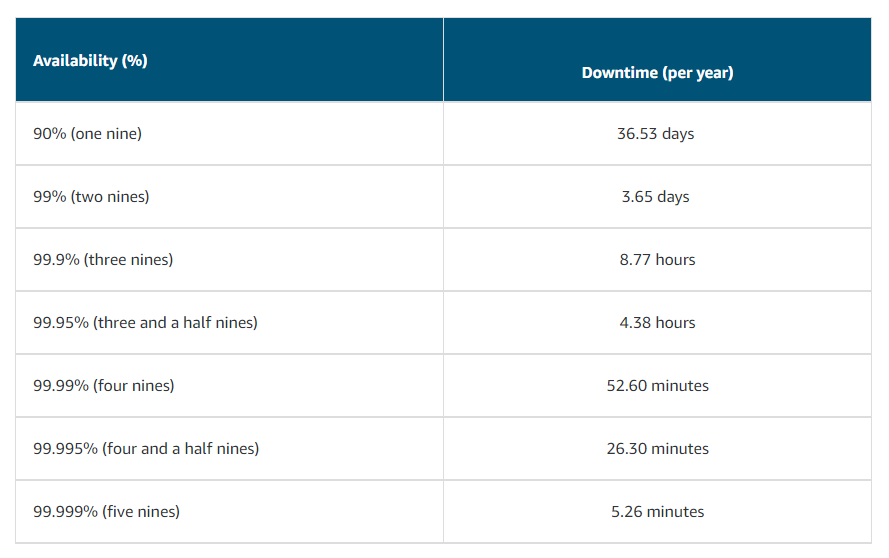 Availability (%)
Downtime (per year)
90% (one nine)
36.53 days
99% (two nines)
3.65 days
99.9% (three nines)
8.77 hours
99.95% (three and a half nines)
4.38 hours
99.99% (four nines)
52.60 minutes
99.995% (four and a half nines)
26.30 minutes
99.999% (five nines)
5.26 minutes